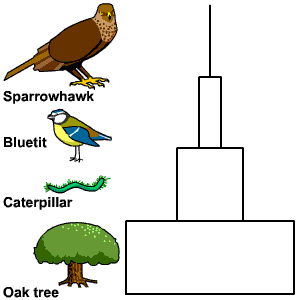 Sparrowhawk
Bluetit
Caterpillar
Oak tree